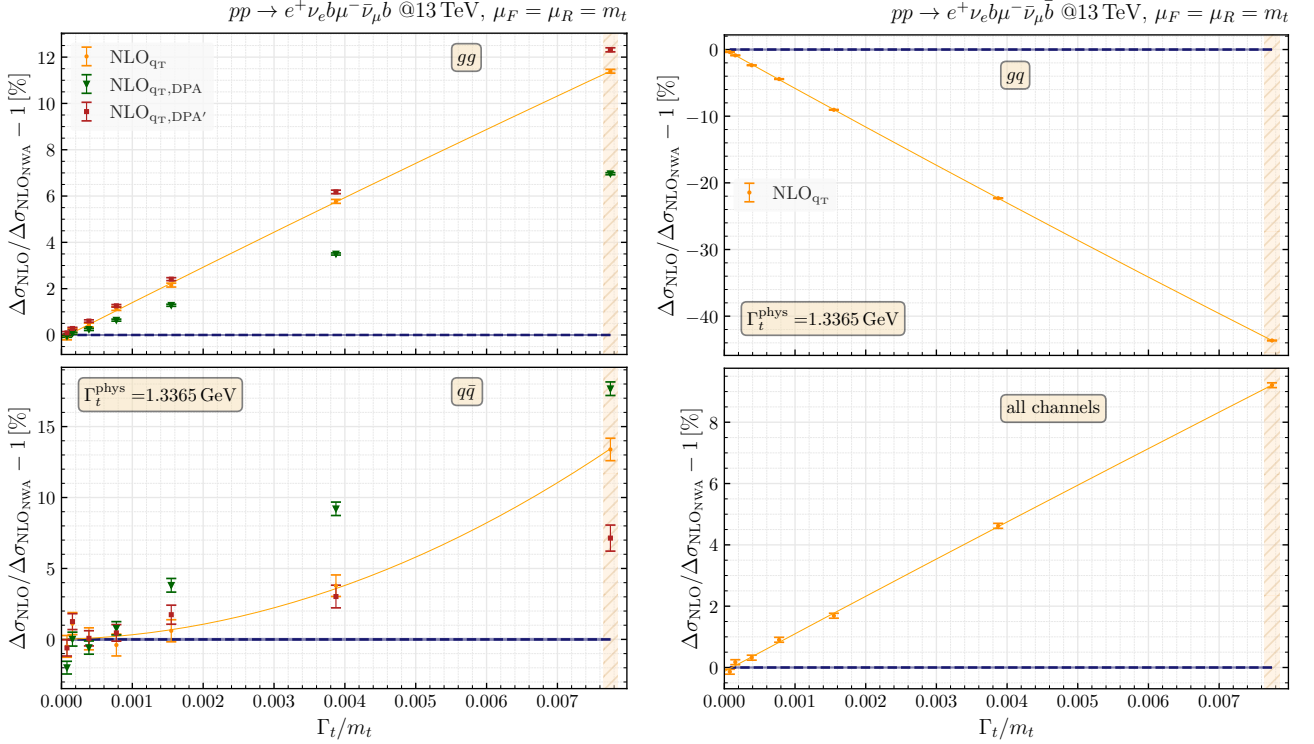 pp → e⁺νₑbμ⁻ν̄_μ b @13 TeV, μ_F = μ_R = m_t
Δσ_NLO/Δσ_NLO_NWA − 1 [%]
12
10
8
6
4
2
0
NLO_qT
NLO_qT,DPA
NLO_qT,DPA′
gg
Δσ_NLO/Δσ_NLO_NWA − 1 [%]
15
10
5
0
Γ_t^phys =1.3365 GeV
qq̄
0.000 0.001 0.002 0.003 0.004 0.005 0.006 0.007
Γ_t/m_t
pp → e⁺νₑbμ⁻ν̄_μ b̄ @13 TeV, μ_F = μ_R = m_t
Δσ_NLO/Δσ_NLO_NWA − 1 [%]
0
−10
−20
−30
−40
gq
NLO_qT
Γ_t^phys =1.3365 GeV
Δσ_NLO/Δσ_NLO_NWA − 1 [%]
8
6
4
2
0
all channels
0.000 0.001 0.002 0.003 0.004 0.005 0.006 0.007
Γ_t/m_t